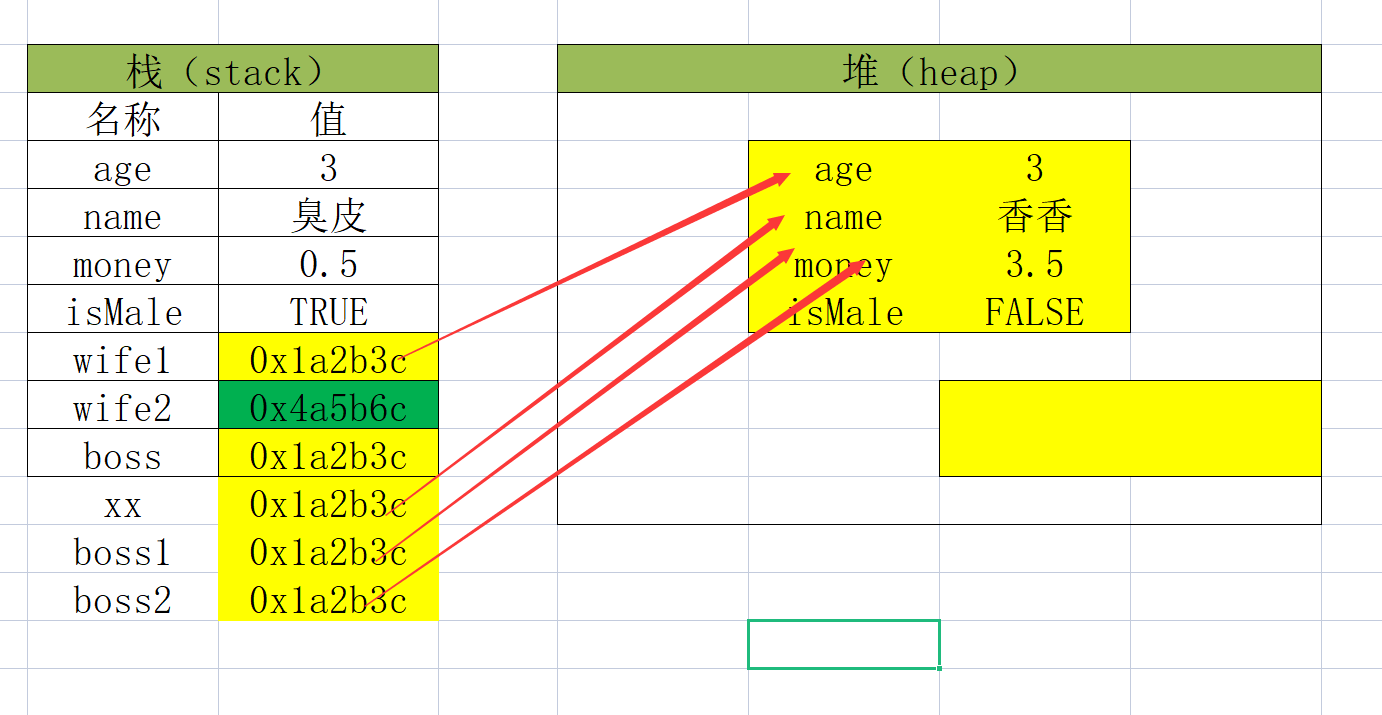 栈（stack） 堆（heap）
名称 值
age 3 age 3
name 臭皮 name 香香
money 0.5 money 3.5
isMale TRUE isMale FALSE
wife1 0x1a2b3c
wife2 0x4a5b6c
boss 0x1a2b3c
xx 0x1a2b3c
boss1 0x1a2b3c
boss2 0x1a2b3c